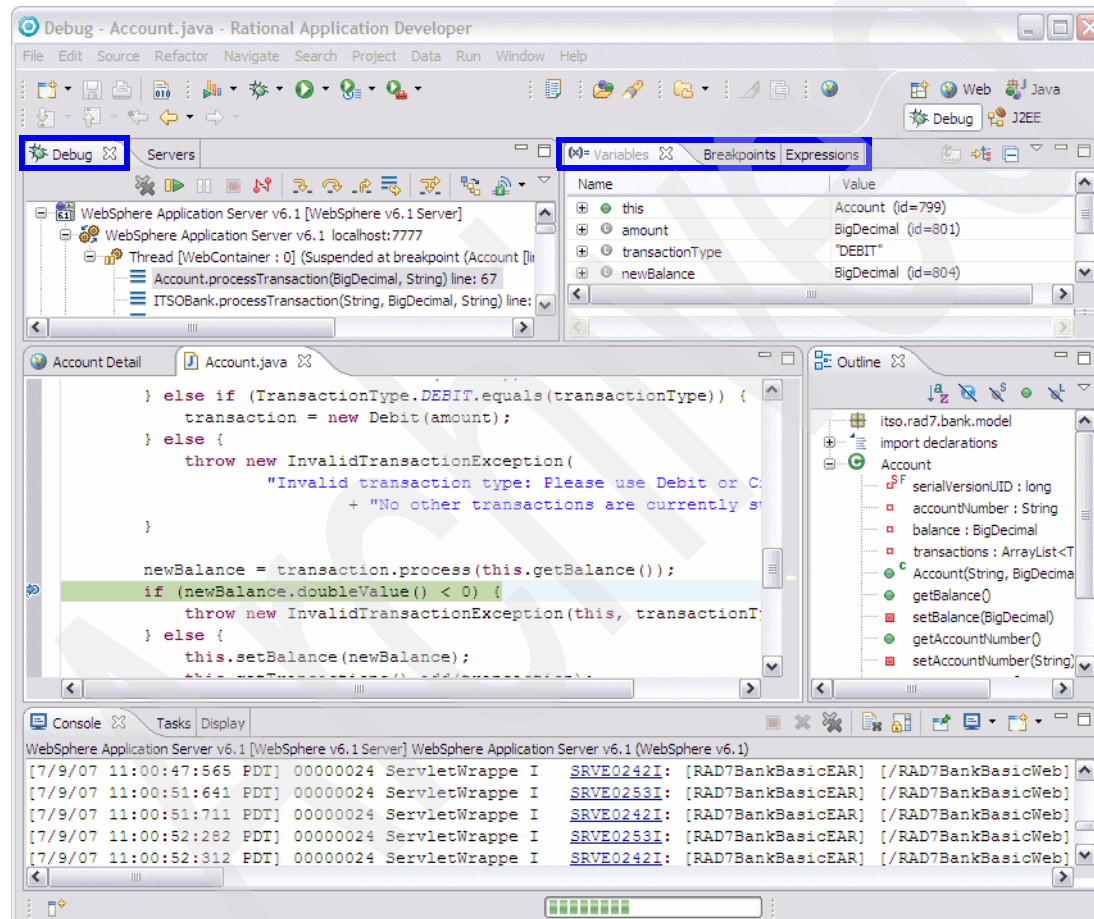 Debug - Account.java - Rational Application Developer
File Edit Source Refactor Navigate Search Project Data Run Window Help
Web Java
Debug J2EE
Debug Servers
(x)= Variables Breakpoints Expressions
WebSphere Application Server v6.1 [WebSphere v6.1 Server]
WebSphere Application Server v6.1 localhost:7777
Thread [WebContainer : 0] (Suspended at breakpoint (Account [lin
Account.processTransaction(BigDecimal, String) line: 67
ITSOBank.processTransaction(String, BigDecimal, String) line:
Name Value
this Account (id=799)
amount BigDecimal (id=801)
transactionType "DEBIT"
newBalance BigDecimal (id=804)
Account Detail Account.java
} else if (TransactionType.DEBIT.equals(transactionType)) {
transaction = new Debit(amount);
} else {
throw new InvalidTransactionException(
"Invalid transaction type: Please use Debit or C
+ "No other transactions are currently s
}
newBalance = transaction.process(this.getBalance());
if (newBalance.doubleValue() < 0) {
throw new InvalidTransactionException(this, transactionT
} else {
this.setBalance(newBalance);
Outline
itso.rad7.bank.model
import declarations
Account
serialVersionUID : long
accountNumber : String
balance : BigDecimal
transactions : ArrayList<T
Account(String, BigDecima
getBalance()
setBalance(BigDecimal)
getAccountNumber()
setAccountNumber(String)
Console Tasks Display
WebSphere Application Server v6.1 [WebSphere v6.1 Server] WebSphere Application Server v6.1 (WebSphere v6.1)
[7/9/07 11:00:47:565 PDT] 00000024 ServletWrappe I SRVE0242I: [RAD7BankBasicEAR] [/RAD7BankBasicWeb]
[7/9/07 11:00:51:641 PDT] 00000024 ServletWrappe I SRVE0253I: [RAD7BankBasicEAR] [/RAD7BankBasicWeb]
[7/9/07 11:00:51:711 PDT] 00000024 ServletWrappe I SRVE0242I: [RAD7BankBasicEAR] [/RAD7BankBasicWeb]
[7/9/07 11:00:52:282 PDT] 00000024 ServletWrappe I SRVE0253I: [RAD7BankBasicEAR] [/RAD7BankBasicWeb]
[7/9/07 11:00:52:312 PDT] 00000024 ServletWrappe I SRVE0242I: [RAD7BankBasicEAR] [/RAD7BankBasicWeb]